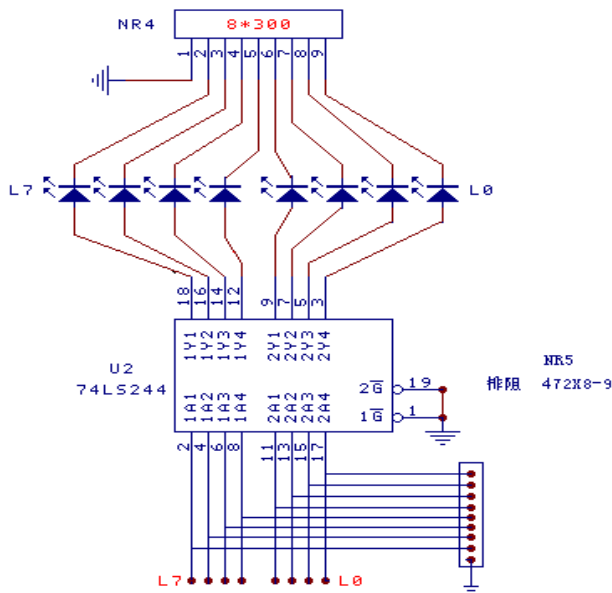 NR4 8*300
1 2 3 4 5 6 7 8 9
L7 L0
18 16 14 12 9 7 5 3
1Y1 1Y2 1Y3 1Y4 2Y1 2Y2 2Y3 2Y4
U2
74LS244
2G̅ 19
1G̅ 1
NR5
排阻 472X8-9
1A1 1A2 1A3 1A4 2A1 2A2 2A3 2A4
2 4 6 8 11 13 15 17
L7 L0